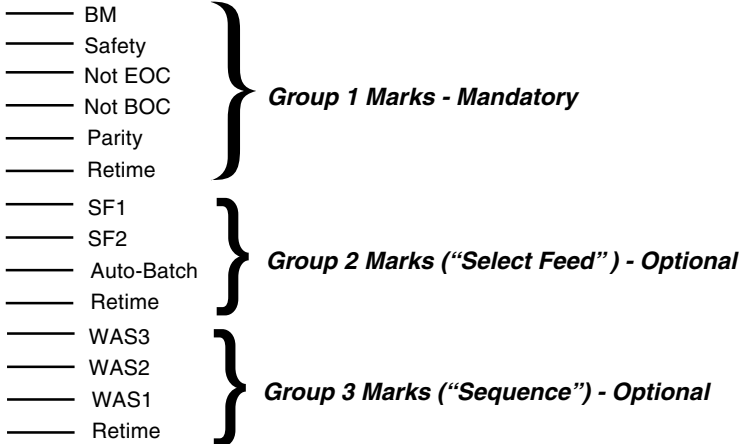 BM
Safety
Not EOC
Not BOC
Parity
Retime
Group 1 Marks - Mandatory
SF1
SF2
Auto-Batch
Retime
Group 2 Marks (“Select Feed” ) - Optional
WAS3
WAS2
WAS1
Retime
Group 3 Marks (“Sequence”) - Optional